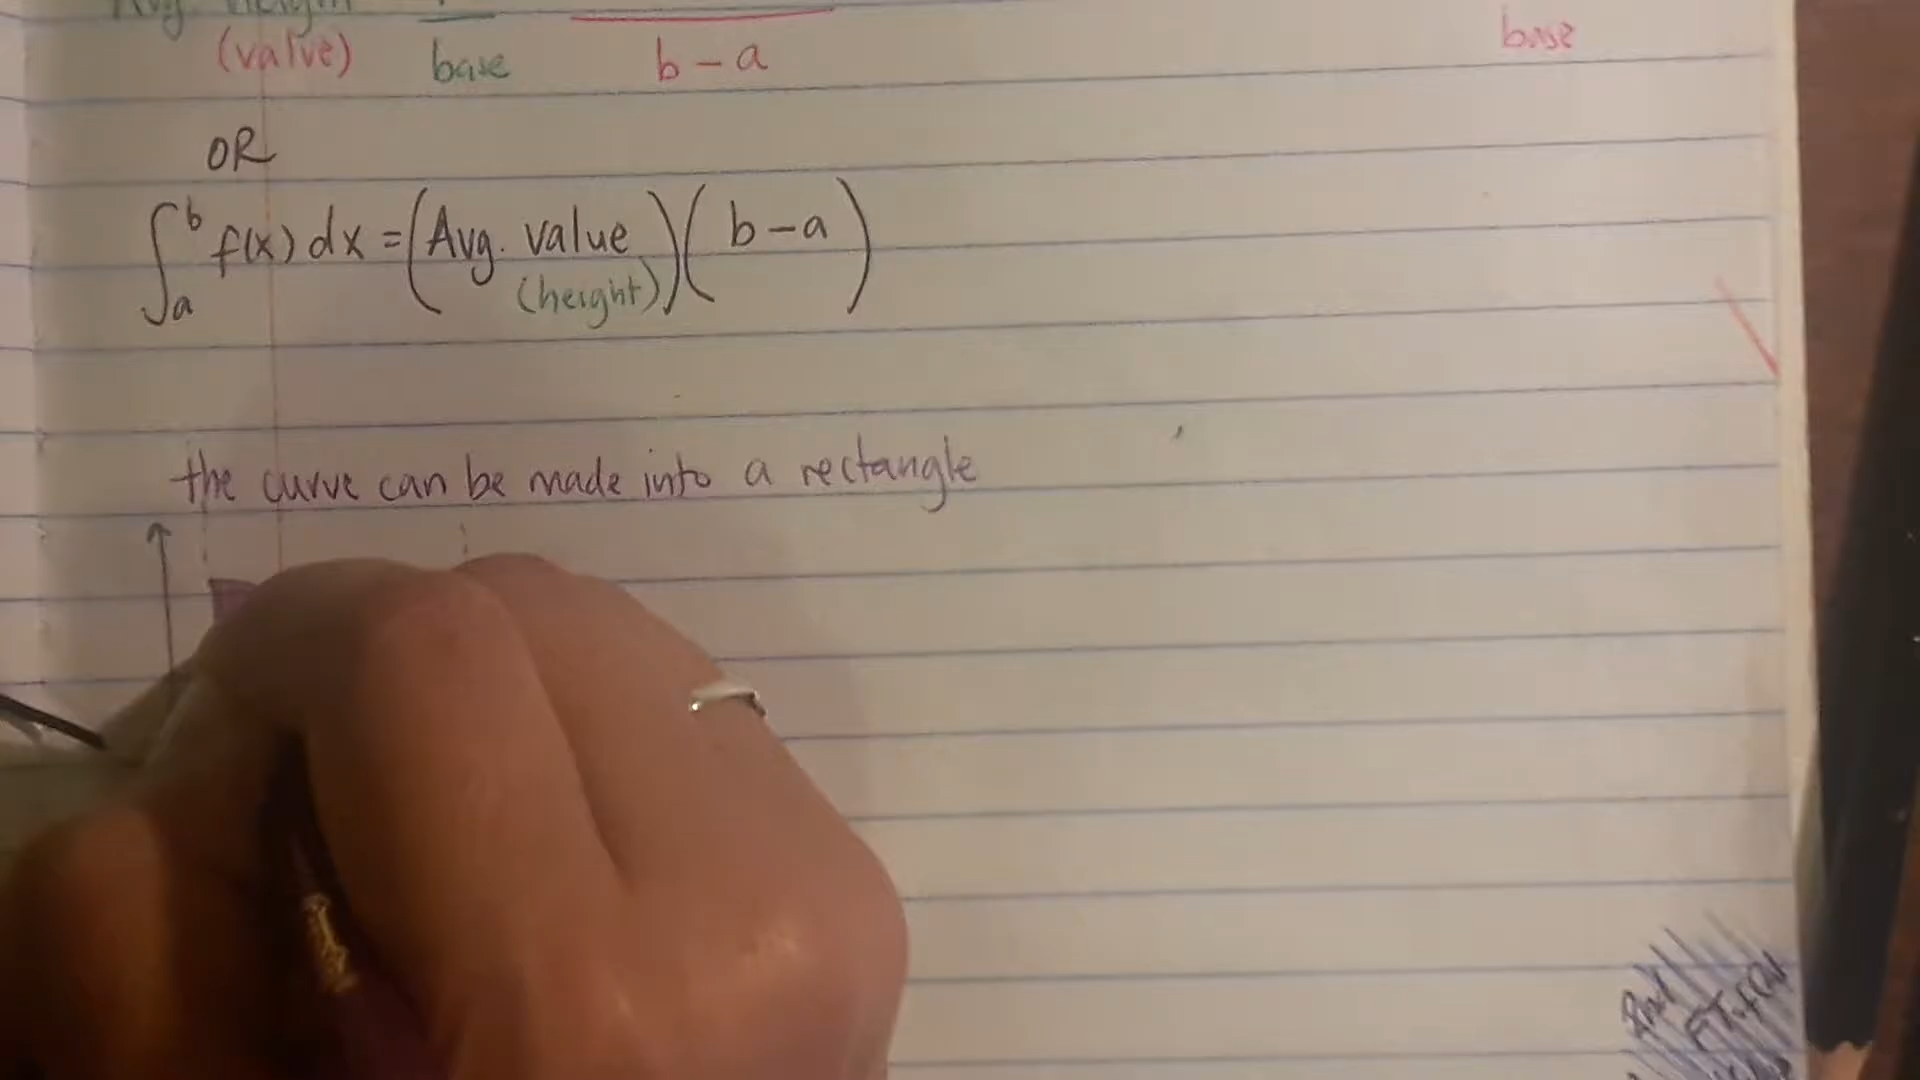 (value) base b-a base
OR
∫ₐᵇ f(x) dx = (Avg. value (height)) (b-a)
the curve can be made into a rectangle